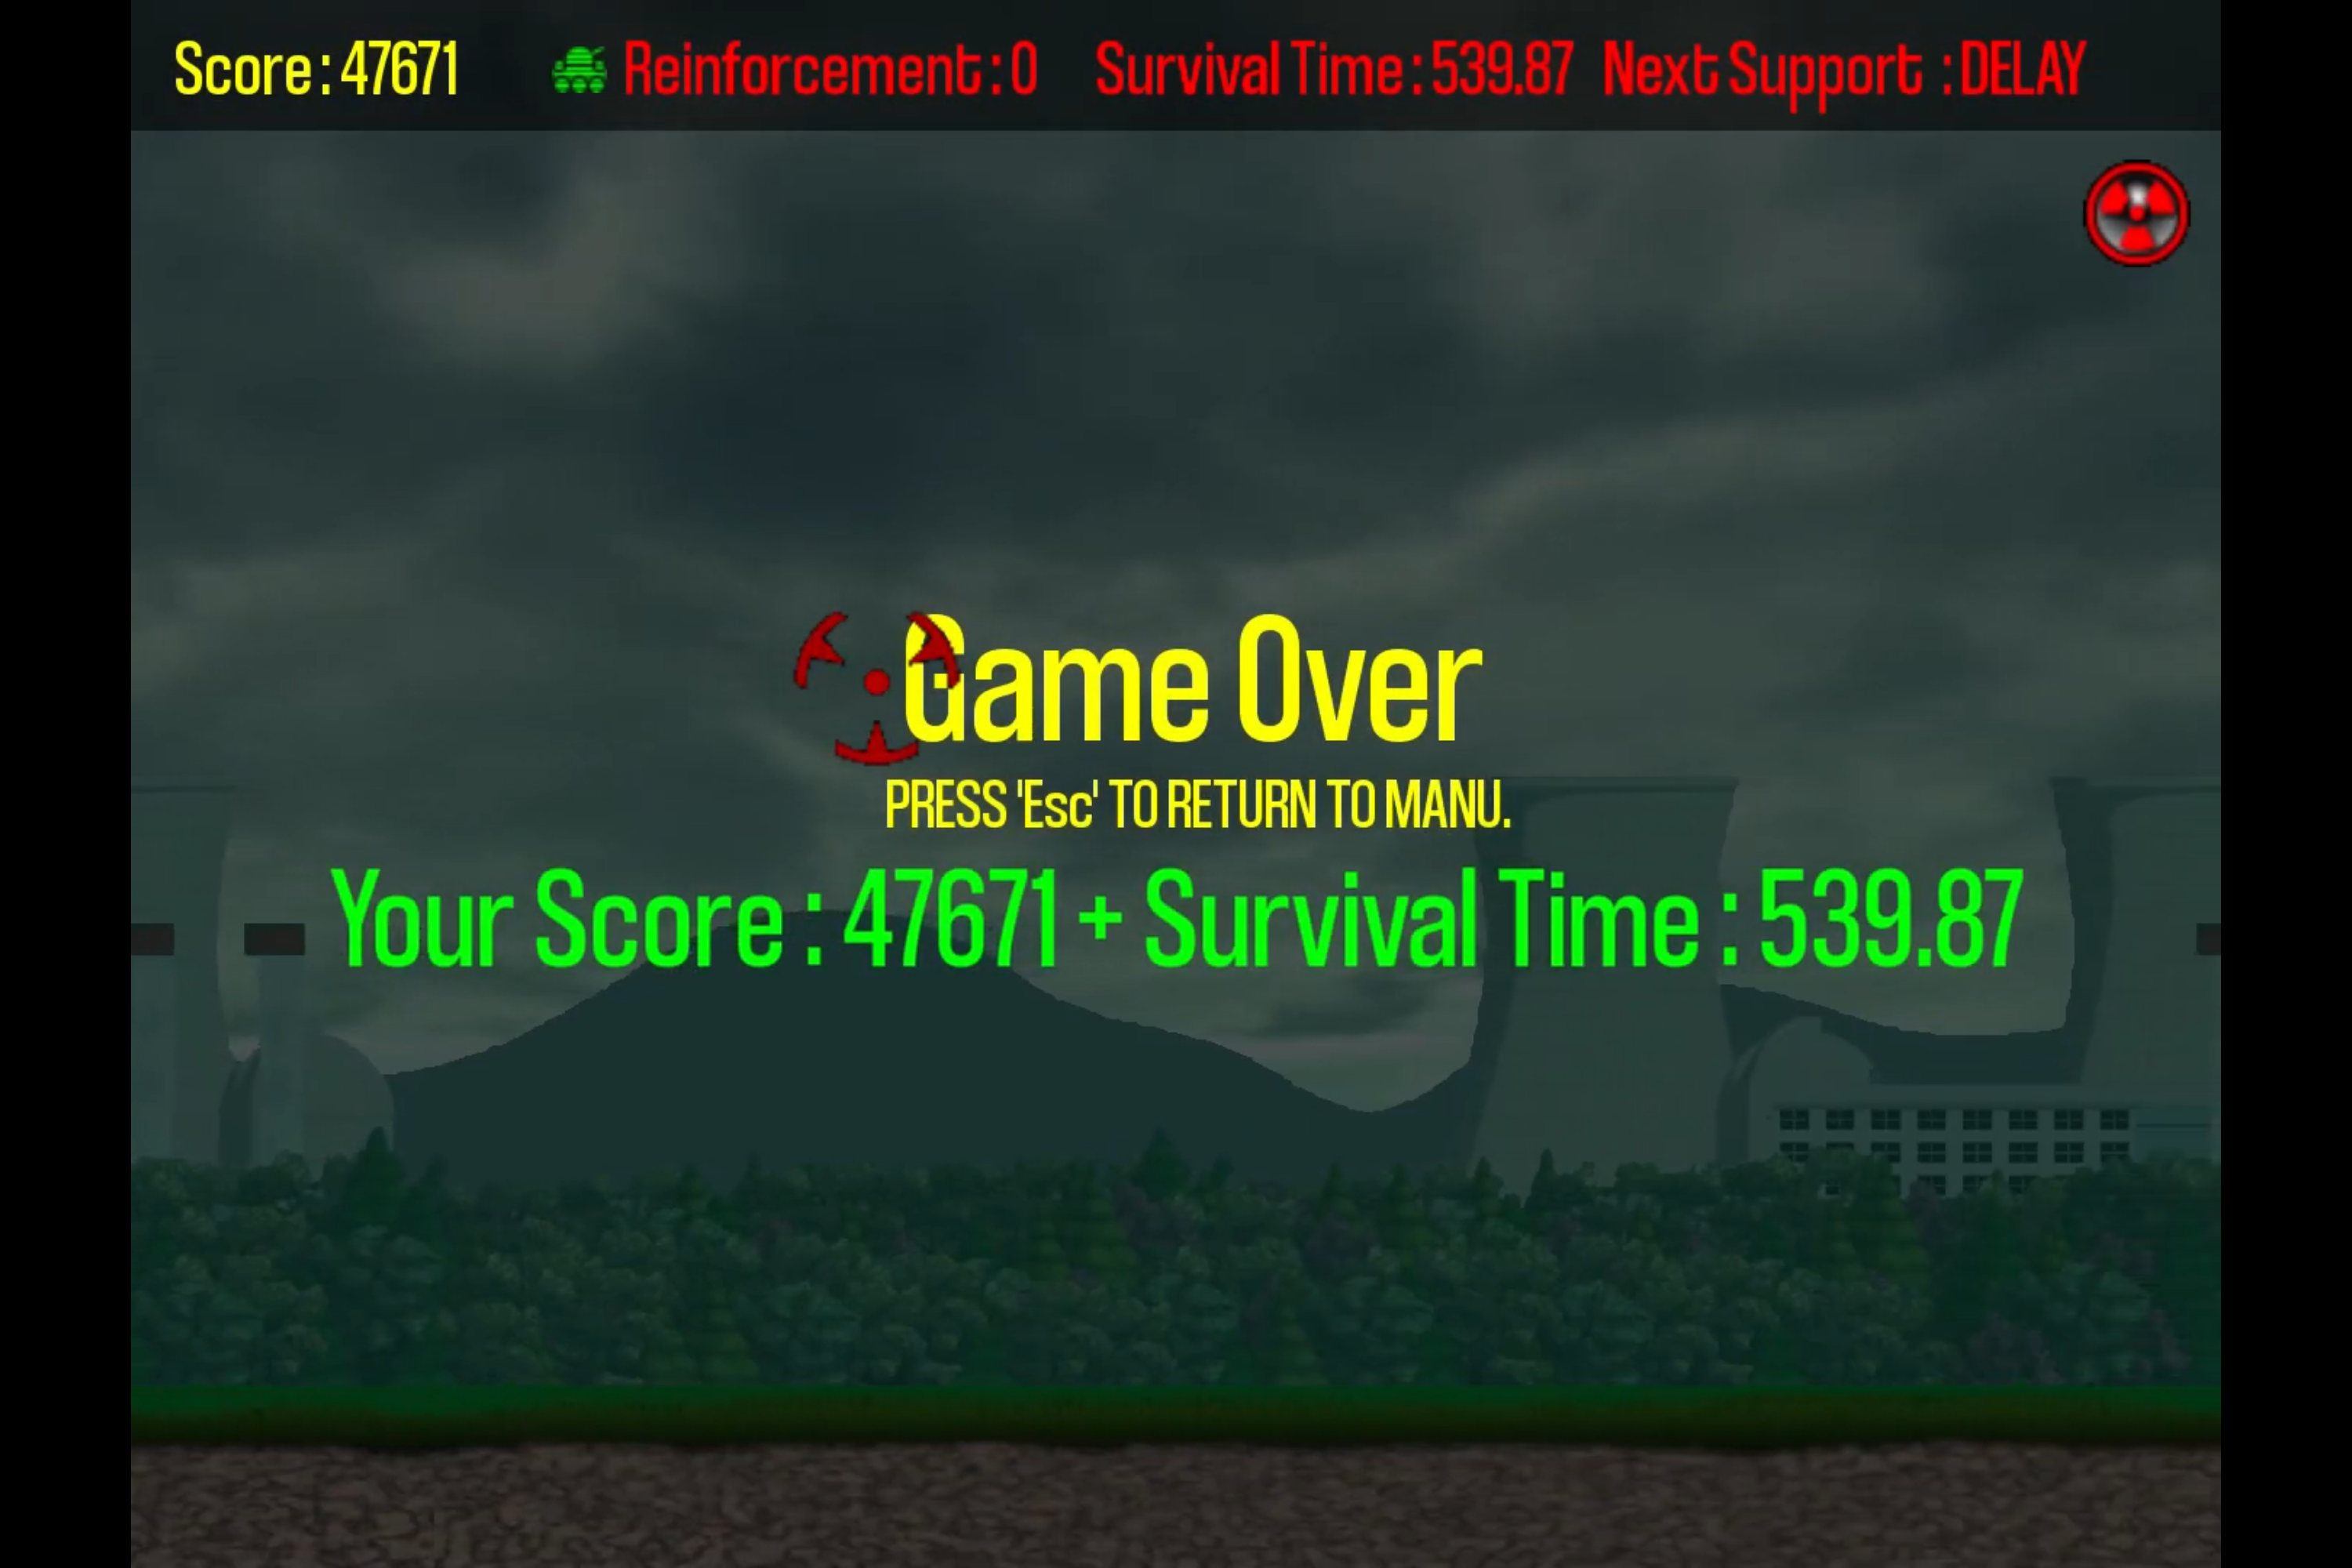 Score : 47671 Reinforcement : 0 Survival Time : 539.87 Next Support : DELAY
Game Over
PRESS 'Esc' TO RETURN TO MANU.
Your Score : 47671 + Survival Time : 539.87